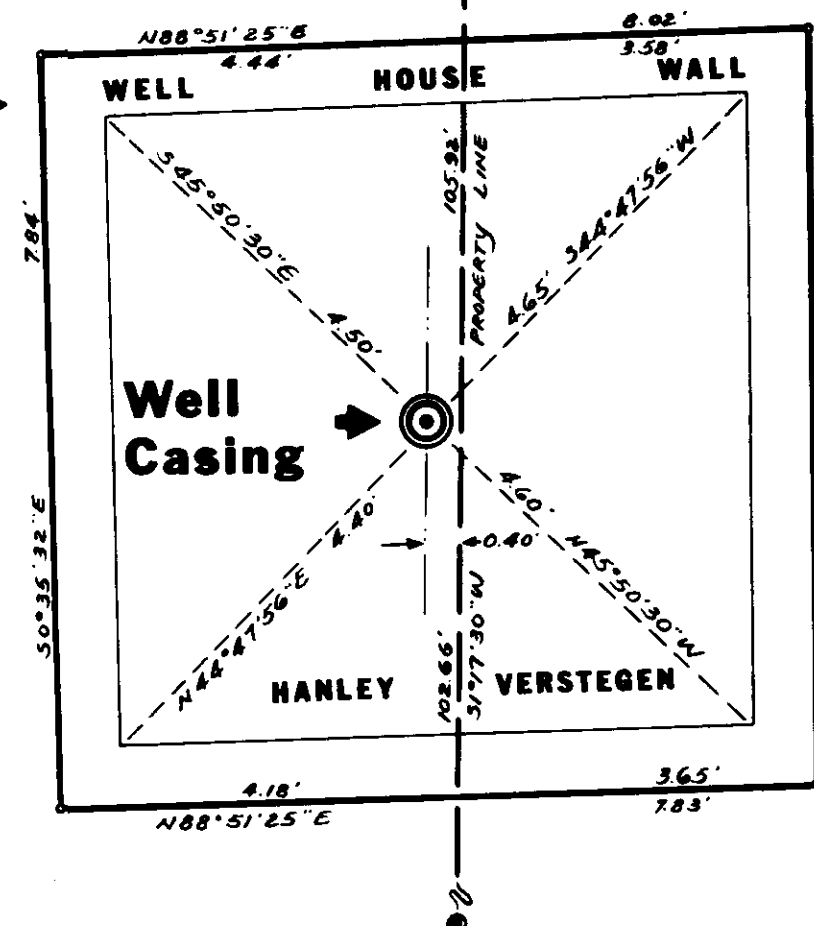 N88°51'25"E
8.02'
4.44'
3.58'
WELL HOUSE WALL
105.92'
PROPERTY LINE
S45°50'30"E
S44°47'56"W
7.84'
4.50'
4.65'
Well
Casing
4.40'
4.60'
0.40'
S0°35'32"E
N44°47'56"E
N45°50'30"W
102.66'
S1°17'30"W
HANLEY
VERSTEGEN
4.18'
3.65'
N88°51'25"E
7.83'